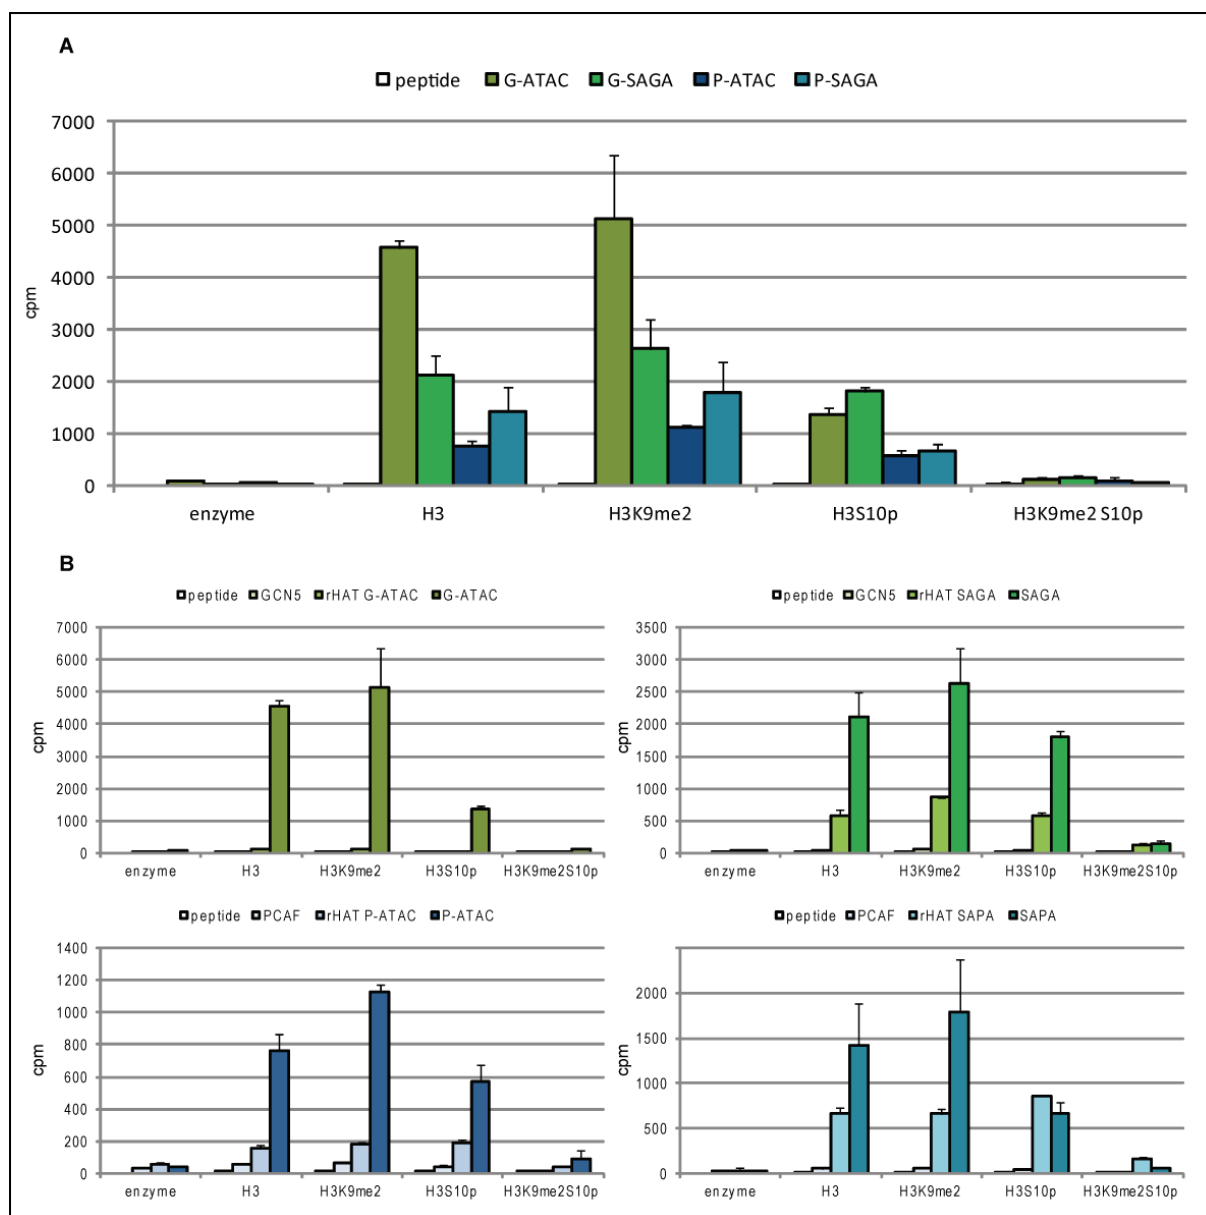 A
peptide G-ATAC G-SAGA P-ATAC P-SAGA
7000
6000
5000
4000
3000
2000
1000
0
cpm
enzyme H3 H3K9me2 H3S10p H3K9me2 S10p
B
peptide GCN5 rHAT G-ATAC G-ATAC
7000
6000
5000
4000
3000
2000
1000
0
cpm
enzyme H3 H3K9me2 H3S10p H3K9me2S10p
peptide GCN5 rHAT SAGA SAGA
3500
3000
2500
2000
1500
1000
500
0
cpm
enzyme H3 H3K9me2 H3S10p H3K9me2S10p
peptide PCAF rHAT P-ATAC P-ATAC
1400
1200
1000
800
600
400
200
0
cpm
enzyme H3 H3K9me2 H3S10p H3K9me2S10p
peptide PCAF rHAT SAPA SAPA
2000
1500
1000
500
0
cpm
enzyme H3 H3K9me2 H3S10p H3K9me2S10p